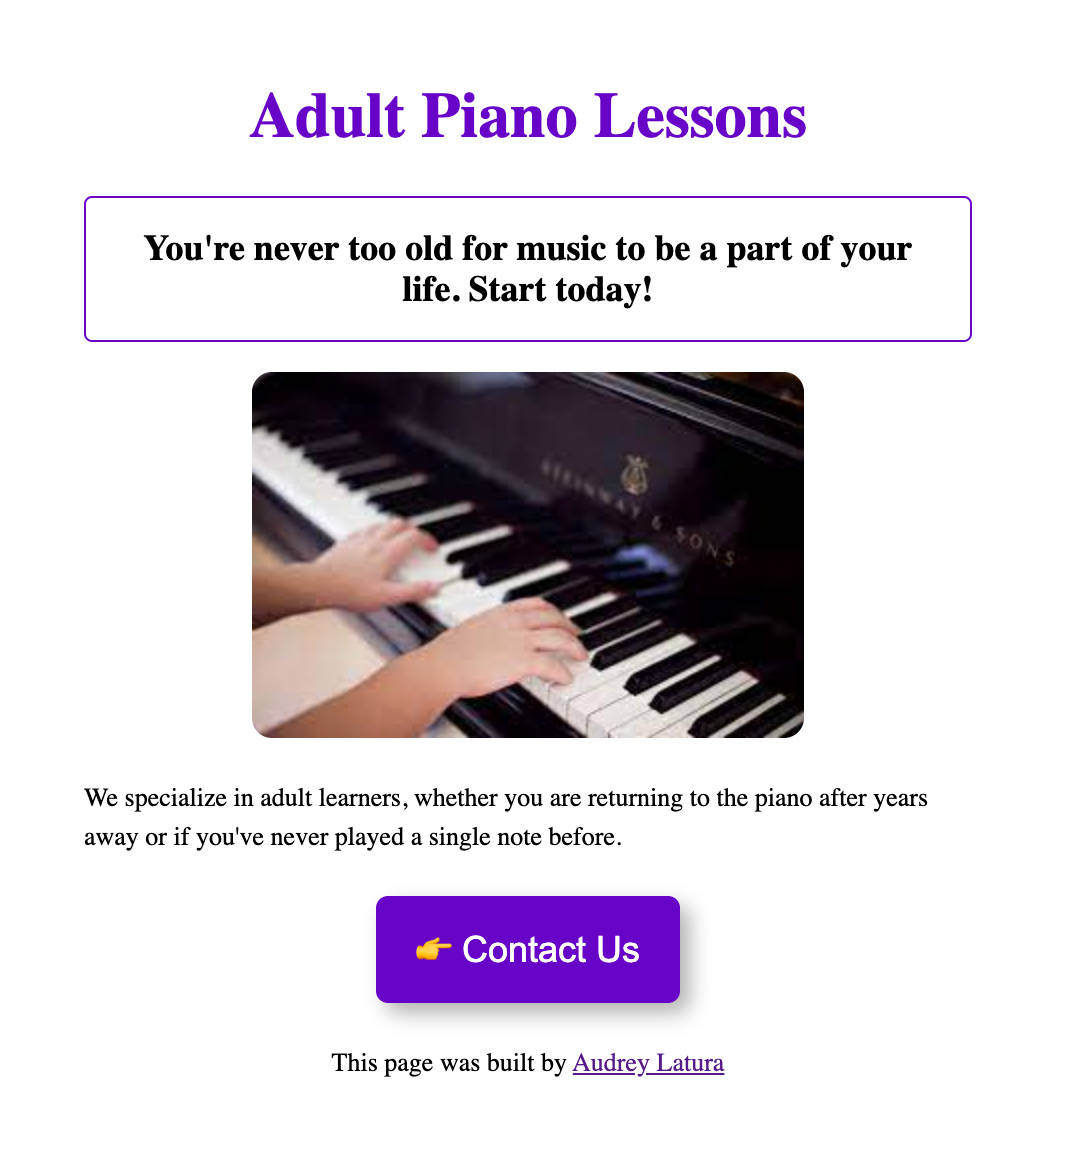 Adult Piano Lessons
You're never too old for music to be a part of your
life. Start today!
STEINWAY & SONS
We specialize in adult learners, whether you are returning to the piano after years
away or if you've never played a single note before.
👉 Contact Us
This page was built by Audrey Latura